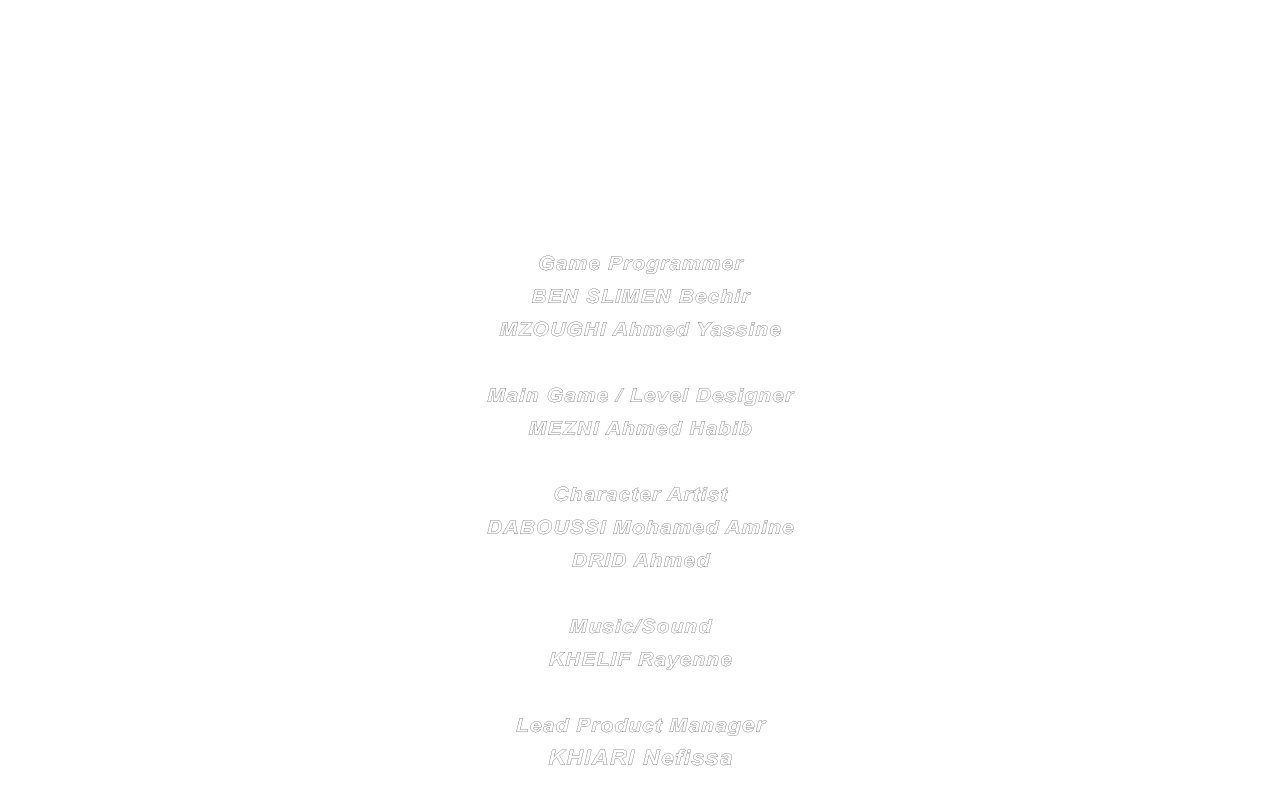 Game Programmer
BEN SLIMEN Bechir
MZOUGHI Ahmed Yassine
Main Game / Level Designer
MEZNI Ahmed Habib
Character Artist
DABOUSSI Mohamed Amine
DRID Ahmed
Music/Sound
KHELIF Rayenne
Lead Product Manager
KHIARI Nefissa